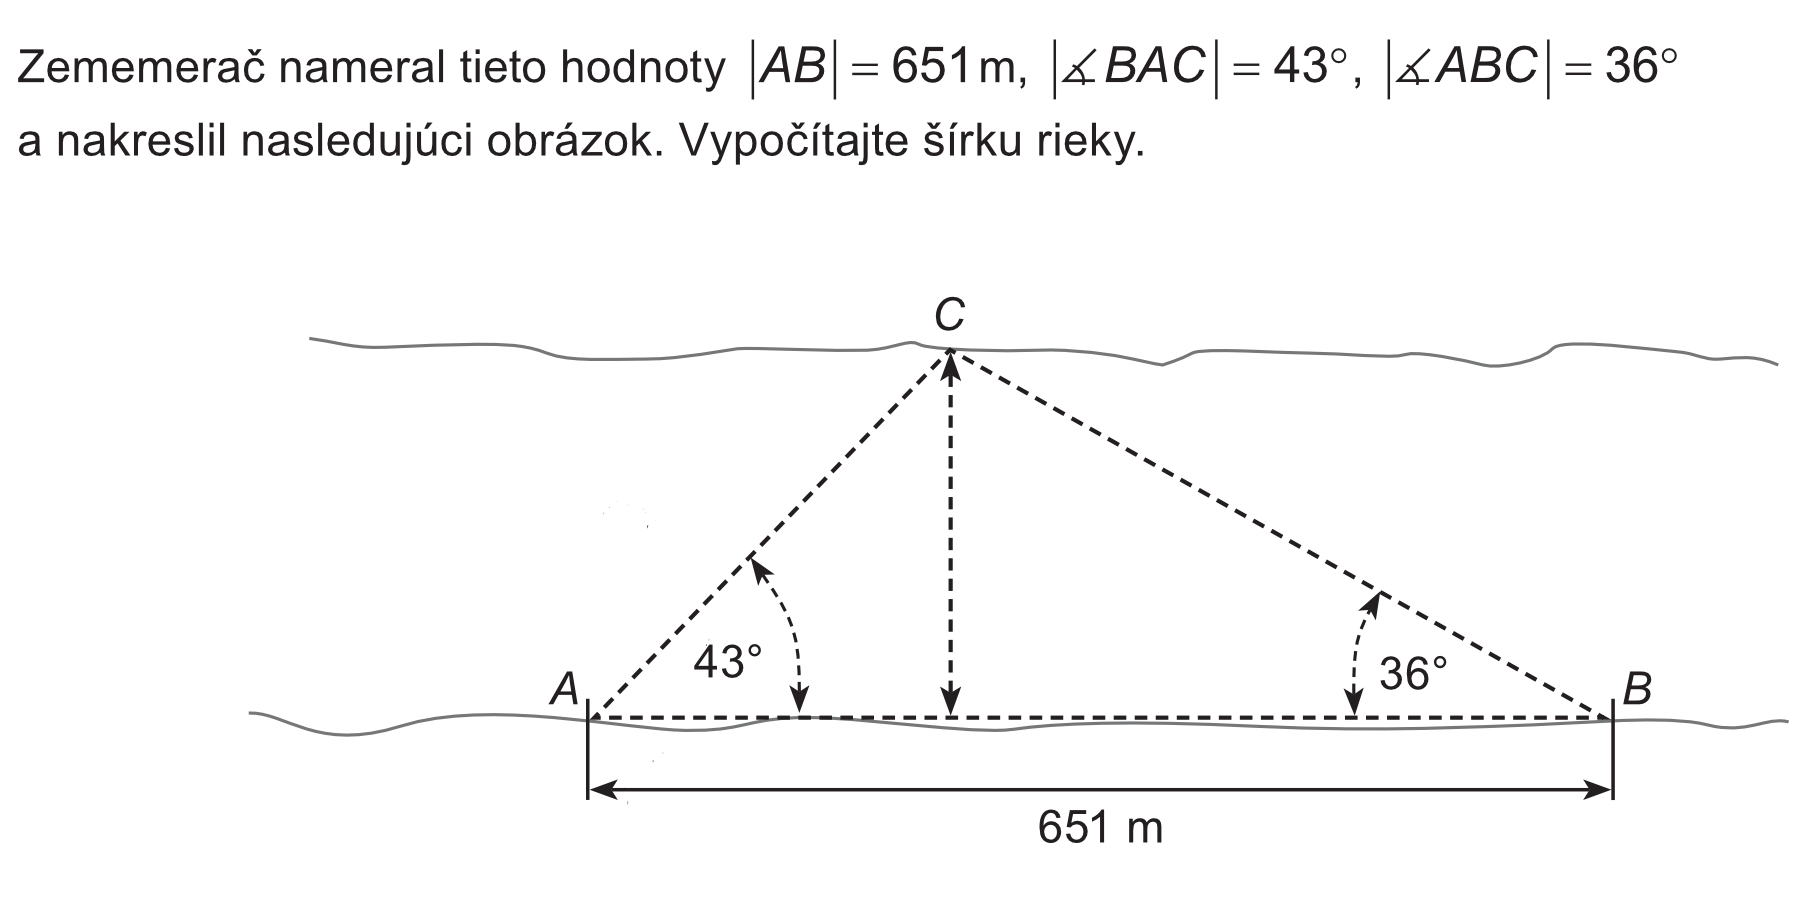 Zememerač nameral tieto hodnoty |AB| = 651 m, |∡BAC| = 43°, |∡ABC| = 36°
a nakreslil nasledujúci obrázok. Vypočítajte šírku rieky.
C
43°
36°
A
B
651 m